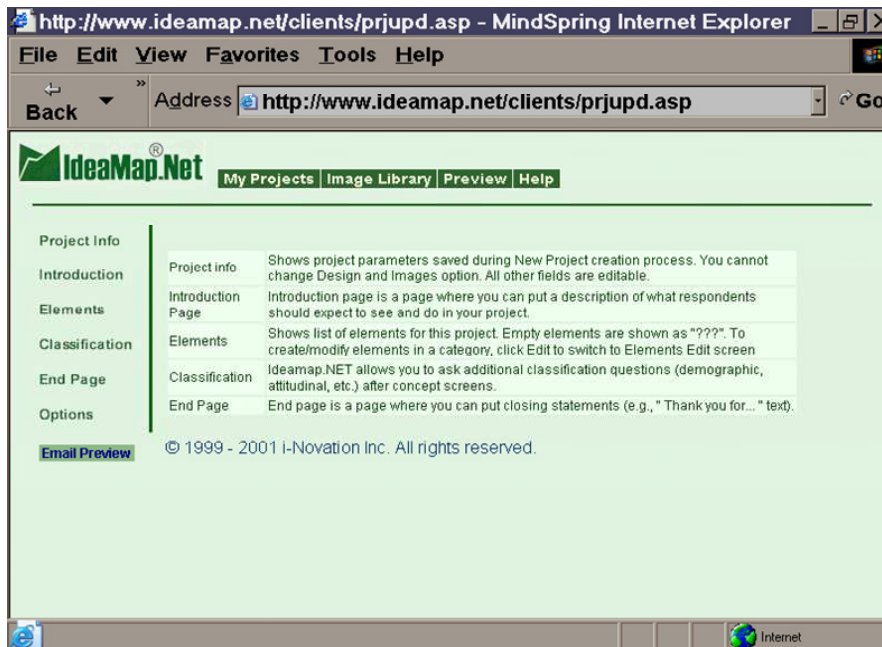 http://www.ideamap.net/clients/prjupd.asp - MindSpring Internet Explorer
File Edit View Favorites Tools Help
Back » Address http://www.ideamap.net/clients/prjupd.asp Go
IdeaMap.Net ® My Projects | Image Library | Preview | Help
Project Info
Introduction
Elements
Classification
End Page
Options
Email Preview
Project info Shows project parameters saved during New Project creation process. You cannot
change Design and Images option. All other fields are editable.
Introduction Introduction page is a page where you can put a description of what respondents
Page should expect to see and do in your project.
Elements Shows list of elements for this project. Empty elements are shown as "???". To
create/modify elements in a category, click Edit to switch to Elements Edit screen
Classification Ideamap.NET allows you to ask additional classification questions (demographic,
attitudinal, etc.) after concept screens.
End Page End page is a page where you can put closing statements (e.g., " Thank you for... " text).
© 1999 - 2001 i-Novation Inc. All rights reserved.
Internet